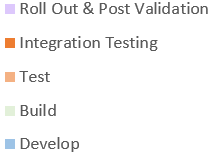 Roll Out & Post Validation
Integration Testing
Test
Build
Develop